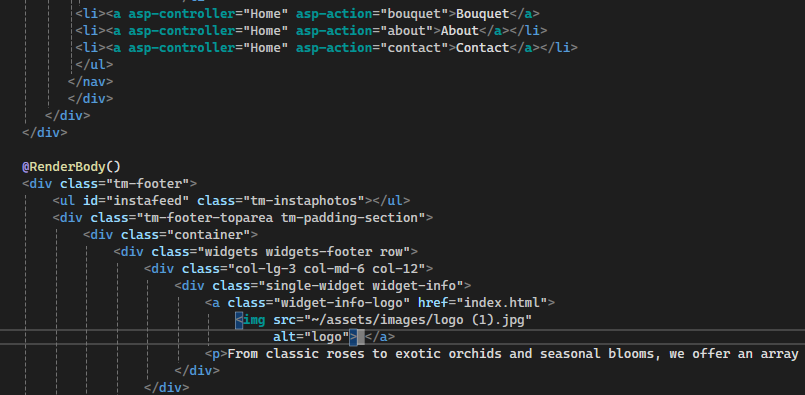 <li><a asp-controller="Home" asp-action="bouquet">Bouquet</a>
<li><a asp-controller="Home" asp-action="about">About</a></li>
<li><a asp-controller="Home" asp-action="contact">Contact</a></li>
</ul>
</nav>
</div>
</div>
</div>
@RenderBody()
<div class="tm-footer">
<ul id="instafeed" class="tm-instaphotos"></ul>
<div class="tm-footer-toparea tm-padding-section">
<div class="container">
<div class="widgets widgets-footer row">
<div class="col-lg-3 col-md-6 col-12">
<div class="single-widget widget-info">
<a class="widget-info-logo" href="index.html">
<img src="~/assets/images/logo (1).jpg"
alt="logo"> </a>
<p>From classic roses to exotic orchids and seasonal blooms, we offer an array
</div>
</div>